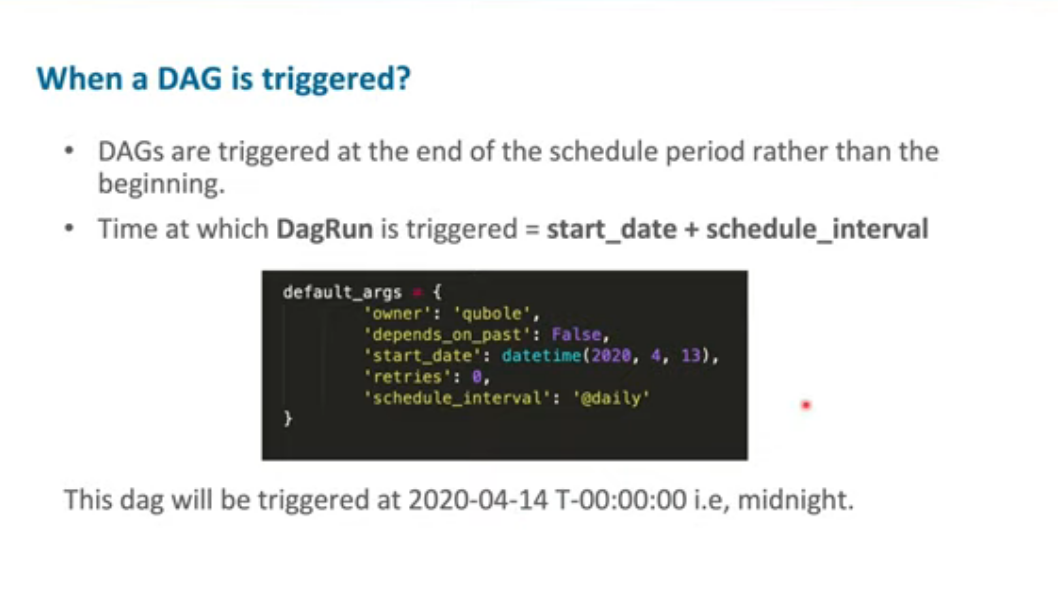 When a DAG is triggered?
• DAGs are triggered at the end of the schedule period rather than the
beginning.
• Time at which DagRun is triggered = start_date + schedule_interval
default_args = {
'owner': 'qubole',
'depends_on_past': False,
'start_date': datetime(2020, 4, 13),
'retries': 0,
'schedule_interval': '@daily'
}
This dag will be triggered at 2020-04-14 T-00:00:00 i.e, midnight.